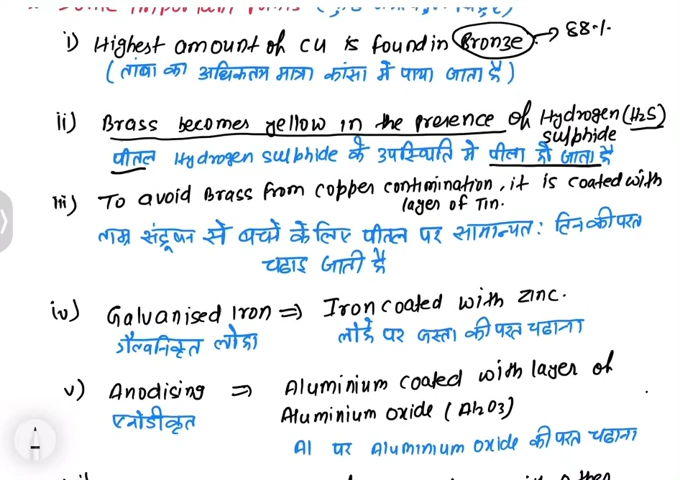 i) Highest amount of Cu is found in Bronze → 88%
(तांबा का अधिकतम मात्रा कांसा में पाया जाता है)
ii) Brass becomes yellow in the presence of Hydrogen (H2S)
sulphide
पीतल Hydrogen sulphide के उपस्थिति में पीला हो जाता है
iii) To avoid Brass from copper contimination, it is coated with
layer of Tin.
ताम्र संदूषन से बचने के लिए पीतल पर सामान्यत: टिन की परत
चढाइ जाती है
iv) Galvanised Iron ⇒ Iron coated with zinc.
गैल्वनिकृत लोहा लोहे पर जस्ता की परत चढाना
v) Anodising ⇒ Aluminium coated with layer of
एनोडीकृत Aluminium oxide (Al2O3)
Al पर Aluminium oxide की परत चढाना